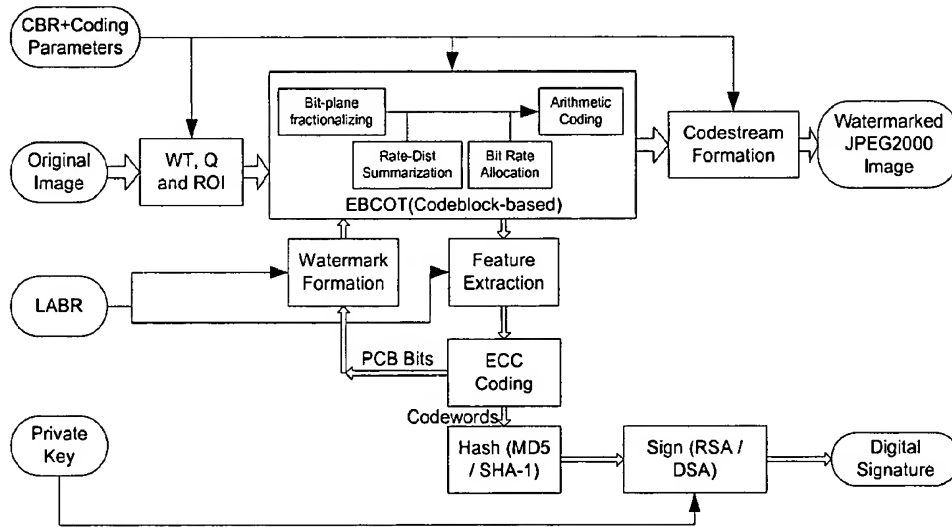 CBR+Coding
Parameters
Bit-plane
fractionalizing
Arithmetic
Coding
Rate-Dist
Summarization
Bit Rate
Allocation
EBCOT(Codeblock-based)
Original
Image
WT, Q
and ROI
Codestream
Formation
Watermarked
JPEG2000
Image
Watermark
Formation
Feature
Extraction
LABR
PCB Bits
ECC
Coding
Codewords
Private
Key
Hash (MD5
/ SHA-1)
Sign (RSA /
DSA)
Digital
Signature